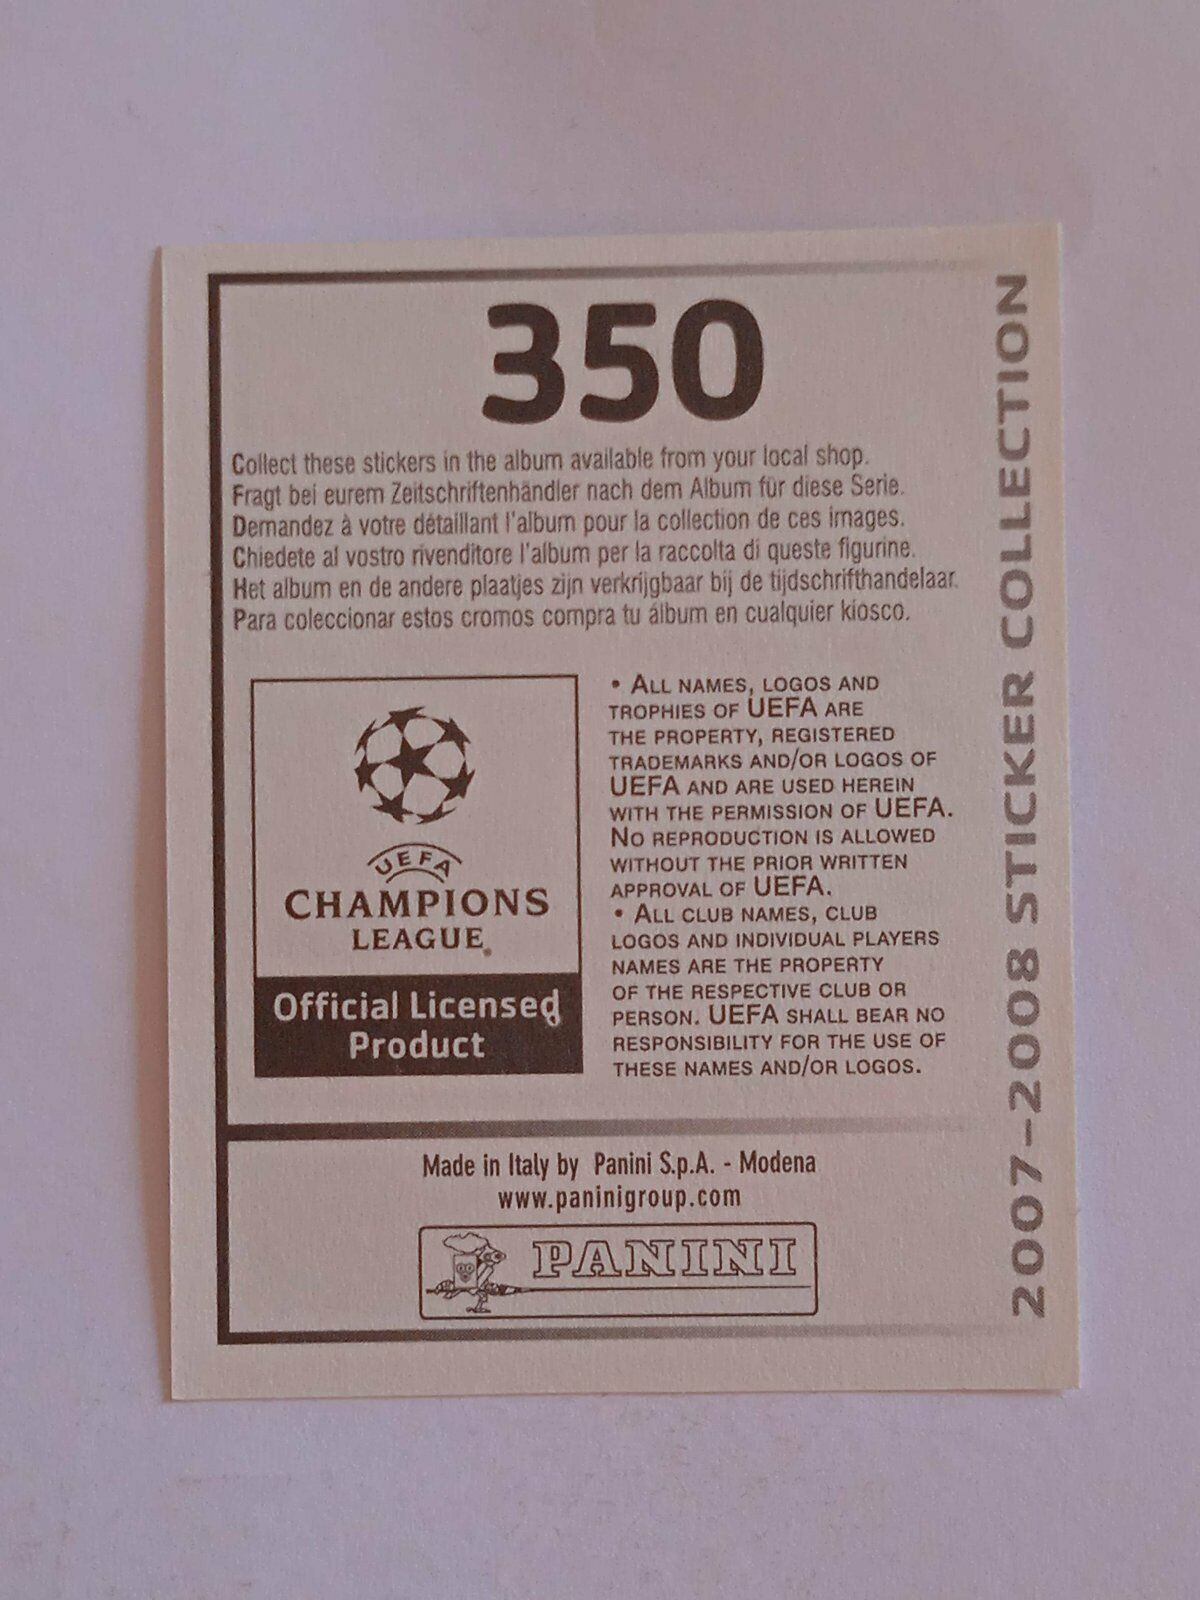 350
Collect these stickers in the album available from your local shop.
Fragt bei eurem Zeitschriftenhändler nach dem Album für diese Serie.
Demandez à votre détaillant l'album pour la collection de ces images.
Chiedete al vostro rivenditore l'album per la raccolta di queste figurine.
Het album en de andere plaatjes zijn verkrijgbaar bij de tijdschrifthandelaar.
Para coleccionar estos cromos compra tu álbum en cualquier kiosco.
UEFA
CHAMPIONS
LEAGUE®
Official Licensed
Product
• ALL NAMES, LOGOS AND
TROPHIES OF UEFA ARE
THE PROPERTY, REGISTERED
TRADEMARKS AND/OR LOGOS OF
UEFA AND ARE USED HEREIN
WITH THE PERMISSION OF UEFA.
NO REPRODUCTION IS ALLOWED
WITHOUT THE PRIOR WRITTEN
APPROVAL OF UEFA.
• ALL CLUB NAMES, CLUB
LOGOS AND INDIVIDUAL PLAYERS
NAMES ARE THE PROPERTY
OF THE RESPECTIVE CLUB OR
PERSON. UEFA SHALL BEAR NO
RESPONSIBILITY FOR THE USE OF
THESE NAMES AND/OR LOGOS.
Made in Italy by Panini S.p.A. - Modena
www.paninigroup.com
PANINI
2007-2008 STICKER COLLECTION